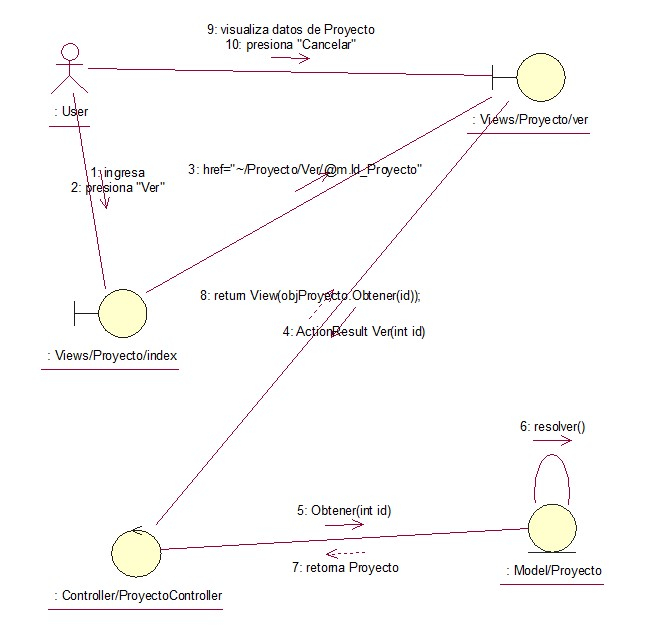 9: visualiza datos de Proyecto
10: presiona "Cancelar"
: User
: Views/Proyecto/ver
1: ingresa
2: presiona "Ver"
3: href="~/Proyecto/Ver/@m.Id_Proyecto"
8: return View(objProyecto.Obtener(id));
4: ActionResult Ver(int id)
: Views/Proyecto/index
6: resolver()
5: Obtener(int id)
7: retorna Proyecto
: Model/Proyecto
: Controller/ProyectoController